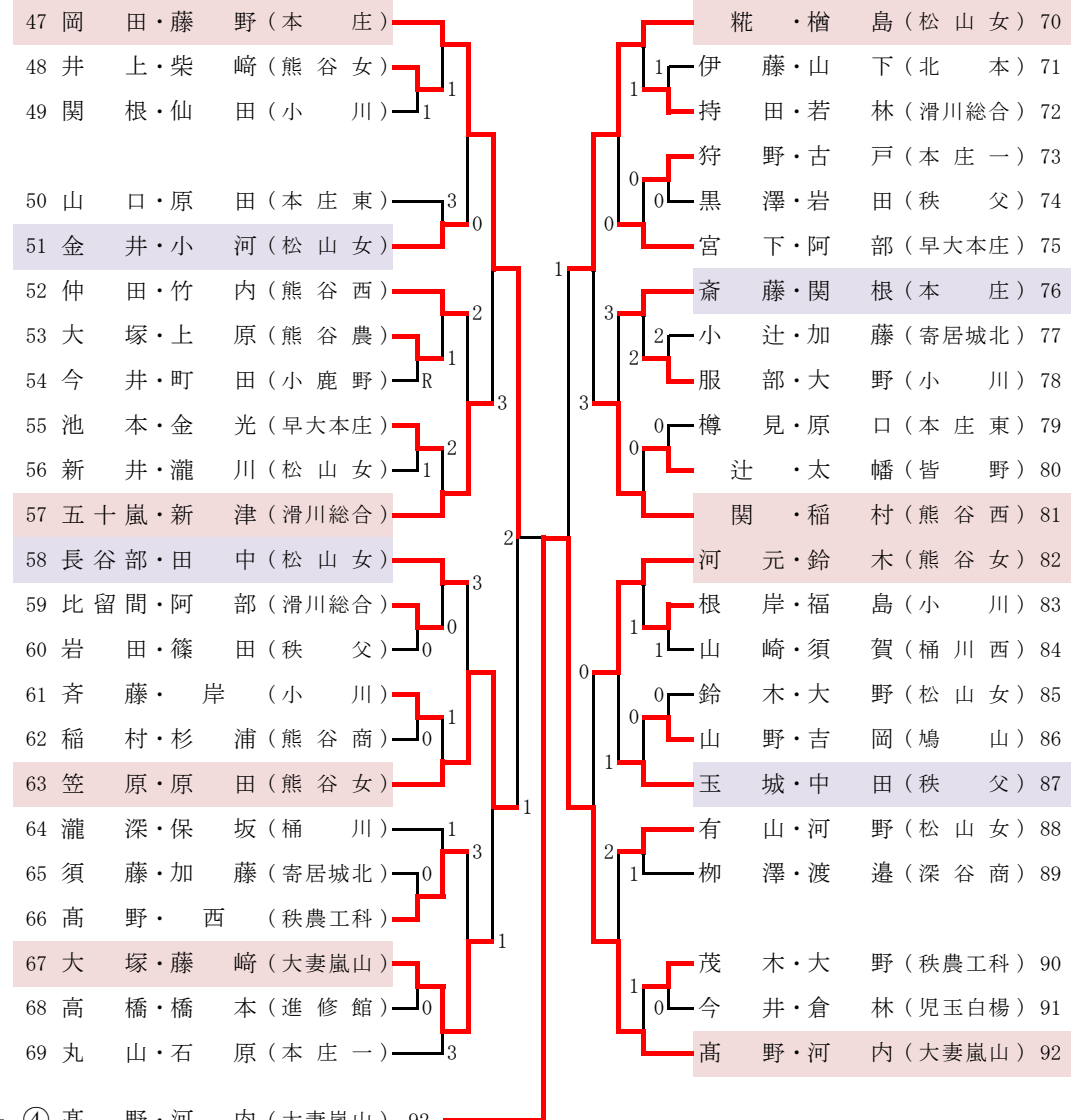 47 岡田・藤野(本庄)
48 井上・柴﨑(熊谷女)
49 関根・仙田(小川)
50 山口・原田(本庄東)
51 金井・小河(松山女)
52 仲田・竹内(熊谷西)
53 大塚・上原(熊谷農)
54 今井・町田(小鹿野)
55 池本・金光(早大本庄)
56 新井・瀧川(松山女)
57 五十嵐・新津(滑川総合)
58 長谷部・田中(松山女)
59 比留間・阿部(滑川総合)
60 岩田・篠田(秩父)
61 斉藤・岸(小川)
62 稲村・杉浦(熊谷商)
63 笠原・原田(熊谷女)
64 瀧深・保坂(桶川)
65 須藤・加藤(寄居城北)
66 髙野・西(秩農工科)
67 大塚・藤﨑(大妻嵐山)
68 高橋・橋本(進修館)
69 丸山・石原(本庄一)
1
1
3
0
2
1
R
2
1
3
3
0
0
1
0
1
0
3
1
0
3
1
2
1
糀・楢島(松山女) 70
伊藤・山下(北本) 71
持田・若林(滑川総合) 72
狩野・古戸(本庄一) 73
黒澤・岩田(秩父) 74
宮下・阿部(早大本庄) 75
斎藤・関根(本庄) 76
小辻・加藤(寄居城北) 77
服部・大野(小川) 78
樽見・原口(本庄東) 79
辻・太幡(皆野) 80
関・稲村(熊谷西) 81
河元・鈴木(熊谷女) 82
根岸・福島(小川) 83
山崎・須賀(桶川西) 84
鈴木・大野(松山女) 85
山野・吉岡(鳩山) 86
玉城・中田(秩父) 87
有山・河野(松山女) 88
栁澤・渡邉(深谷商) 89
茂木・大野(秩農工科) 90
今井・倉林(児玉白楊) 91
髙野・河内(大妻嵐山) 92
1
1
0
0
0
1
3
2
2
3
0
0
1
1
0
0
0
1
2
1
1
0
④ 髙野・河内(大妻嵐山) 92